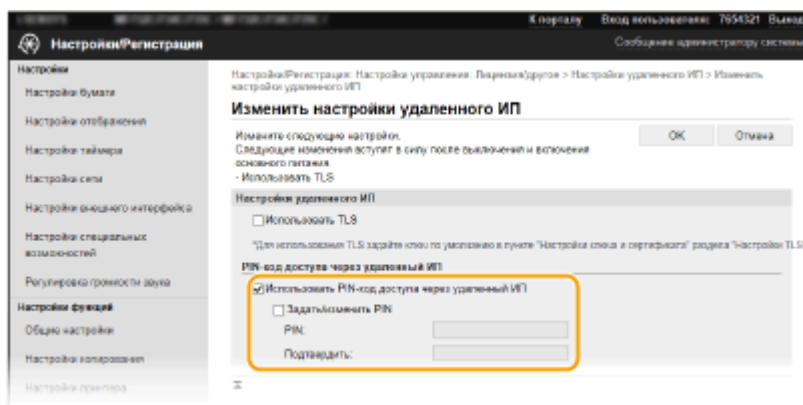 К порталу Вход пользователя: 7654321 Выход
Настройки/Регистрация
Сообщение администратору системы
Настройки
Настройки бумаги
Настройки отображения
Настройки таймера
Настройки сети
Настройки внешнего интерфейса
Настройки специальных
возможностей
Регулировка громкости звука
Настройки функций
Общие настройки
Настройки копирования
Настройки принтера
Настройки/Регистрация: Настройки управления: Лицензия/другое > Настройки удаленного ИП > Изменить
настройки удаленного ИП
Изменить настройки удаленного ИП
Измените следующие настройки.
Следующие изменения вступят в силу после выключения и включения
основного питания.
- Использовать TLS
OK Отмена
Настройки удаленного ИП
Использовать TLS
*Для использования TLS задайте ключ по умолчанию в пункте "Настройки ключа и сертификата" раздела "Настройки TLS
PIN-код доступа через удаленный ИП
Использовать PIN-код доступа через удаленный ИП
Задать/изменить PIN
PIN:
Подтвердить: